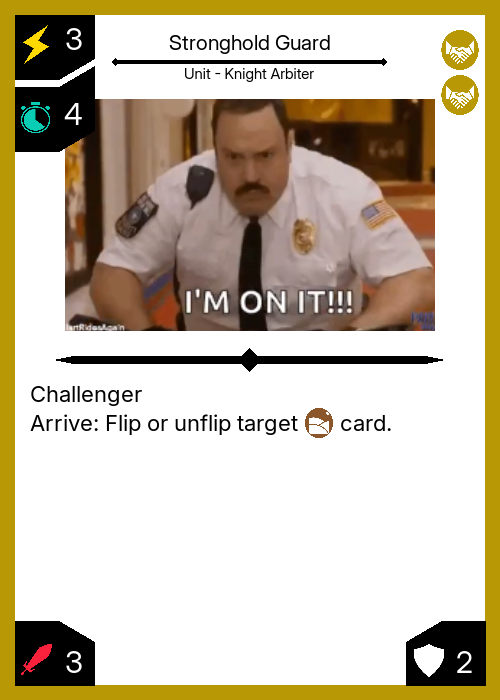 3
Stronghold Guard
Unit - Knight Arbiter
4
I'M ON IT!!!
Challenger
Arrive: Flip or unflip target card.
3
2